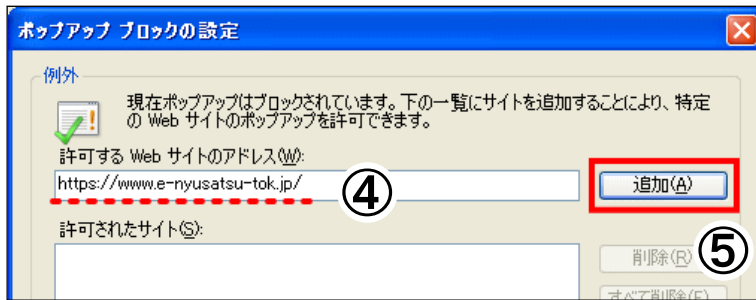 ポップアップ ブロックの設定
例外
現在ポップアップはブロックされています。下の一覧にサイトを追加することにより、特定
の Web サイトのポップアップを許可できます。
許可する Web サイトのアドレス(W):
https://www.e-nyusatsu-tok.jp/
④
追加(A)
許可されたサイト(S):
⑤
削除(R)
すべて削除(E)